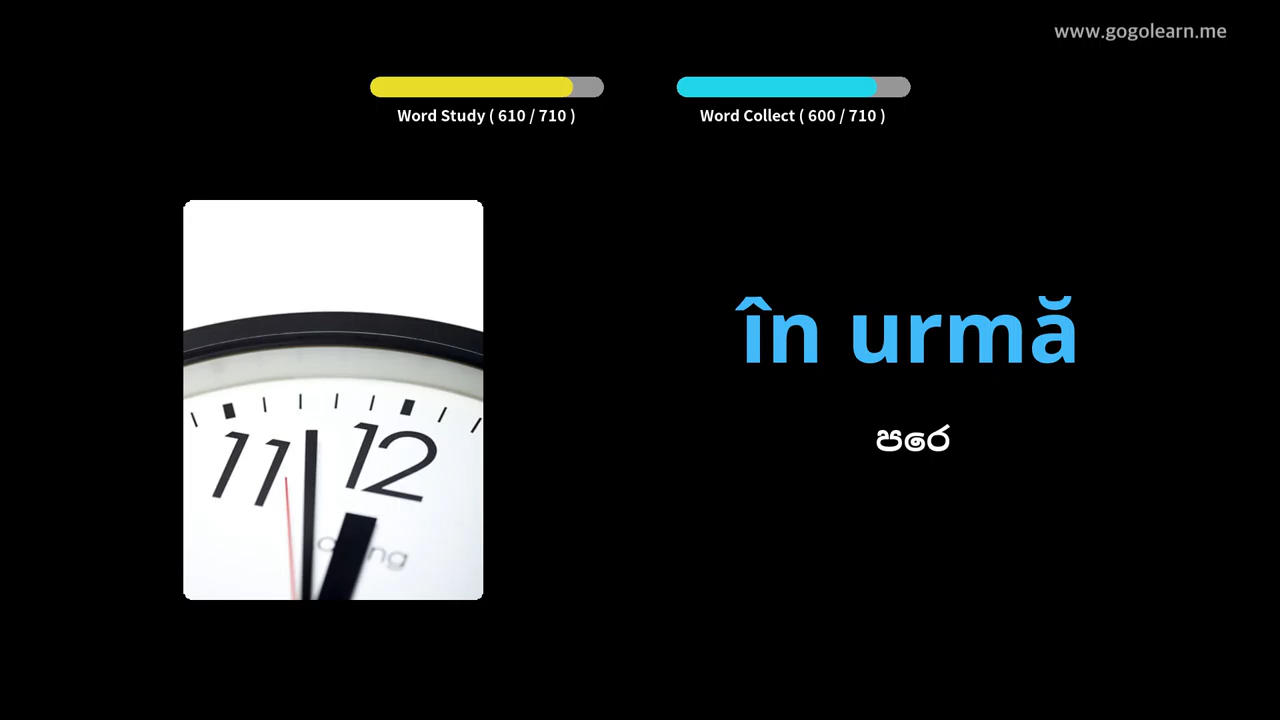 www.gogolearn.me
Word Study ( 610 / 710 )
Word Collect ( 600 / 710 )
în urmă
පරෙ
11
12